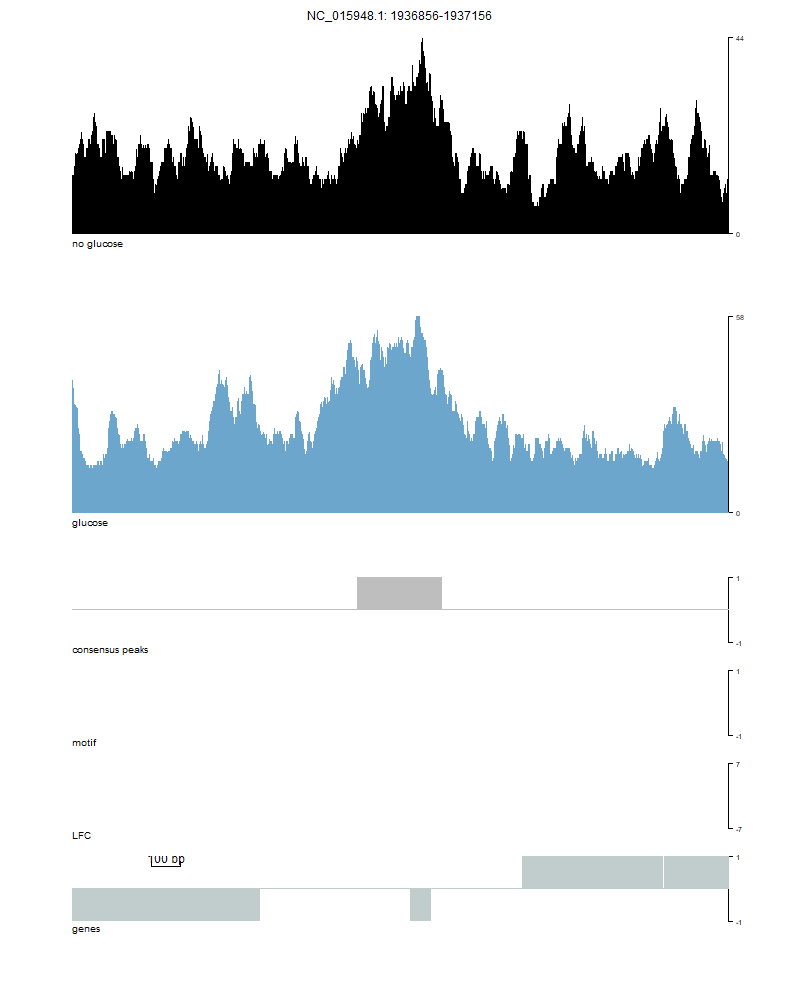 NC_015948.1: 1936856-1937156
44
0
no glucose
58
0
glucose
1
-1
consensus peaks
1
-1
motif
7
-7
LFC
100 bp
1
-1
genes